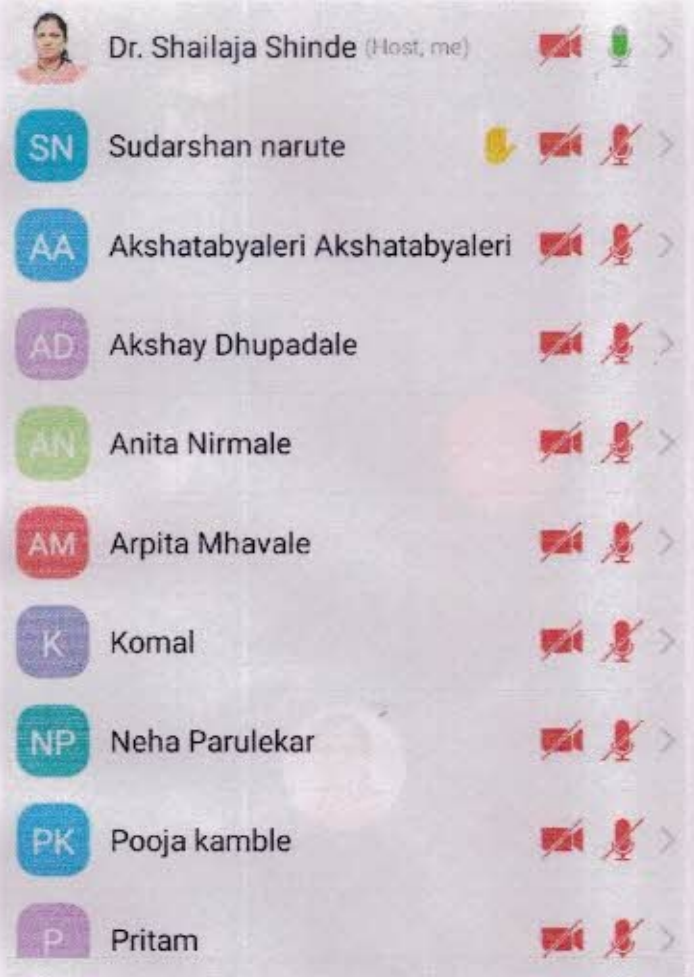 Dr. Shailaja Shinde (Host, me)
SN Sudarshan narute
AA Akshatabyaleri Akshatabyaleri
AD Akshay Dhupadale
AN Anita Nirmale
AM Arpita Mhavale
K Komal
NP Neha Parulekar
PK Pooja kamble
P Pritam